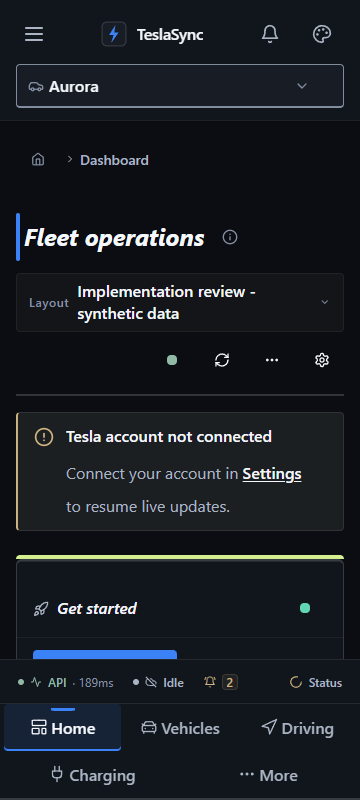 TeslaSync
Aurora
Dashboard
Fleet operations
Layout
Implementation review -
synthetic data
Tesla account not connected
Connect your account in Settings
to resume live updates.
Get started
API · 189ms
Idle
2
Status
Home
Vehicles
Driving
Charging
More